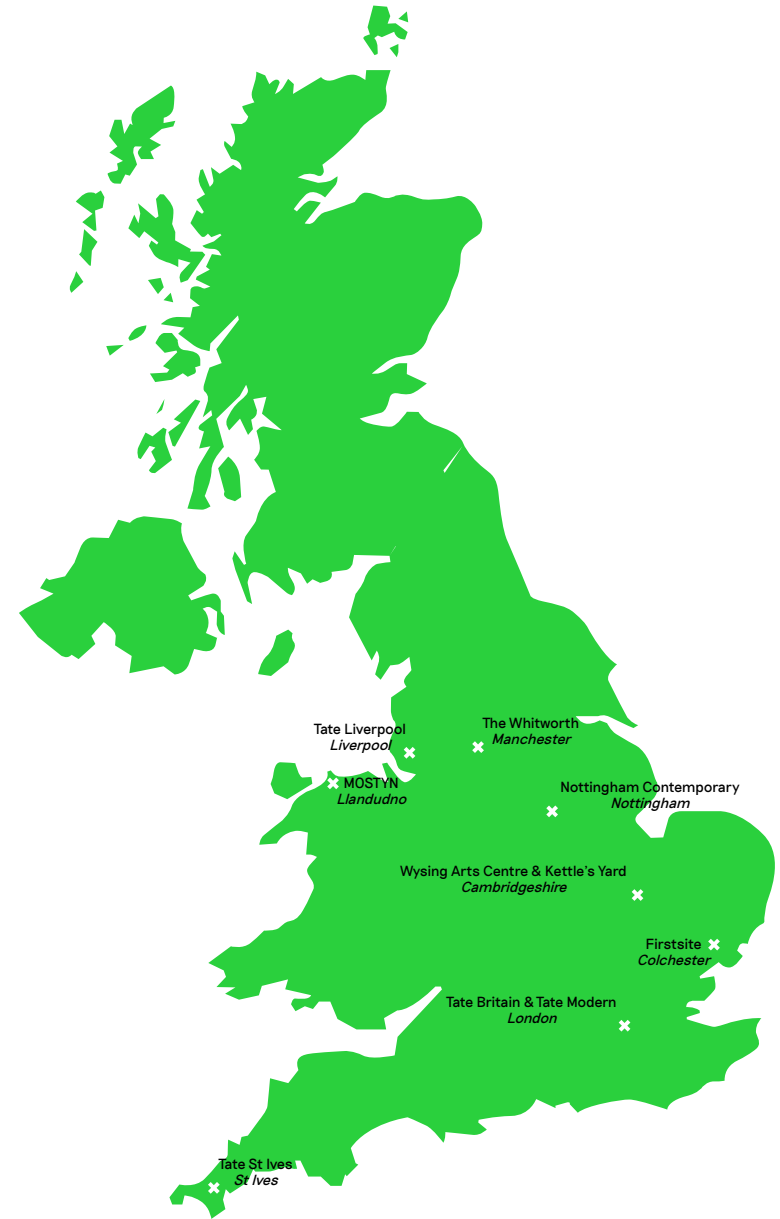 The Whitworth
Manchester
Tate Liverpool
Liverpool
MOSTYN
Llandudno
Nottingham Contemporary
Nottingham
Wysing Arts Centre & Kettle's Yard
Cambridgeshire
Firstsite
Colchester
Tate Britain & Tate Modern
London
Tate St Ives
St Ives